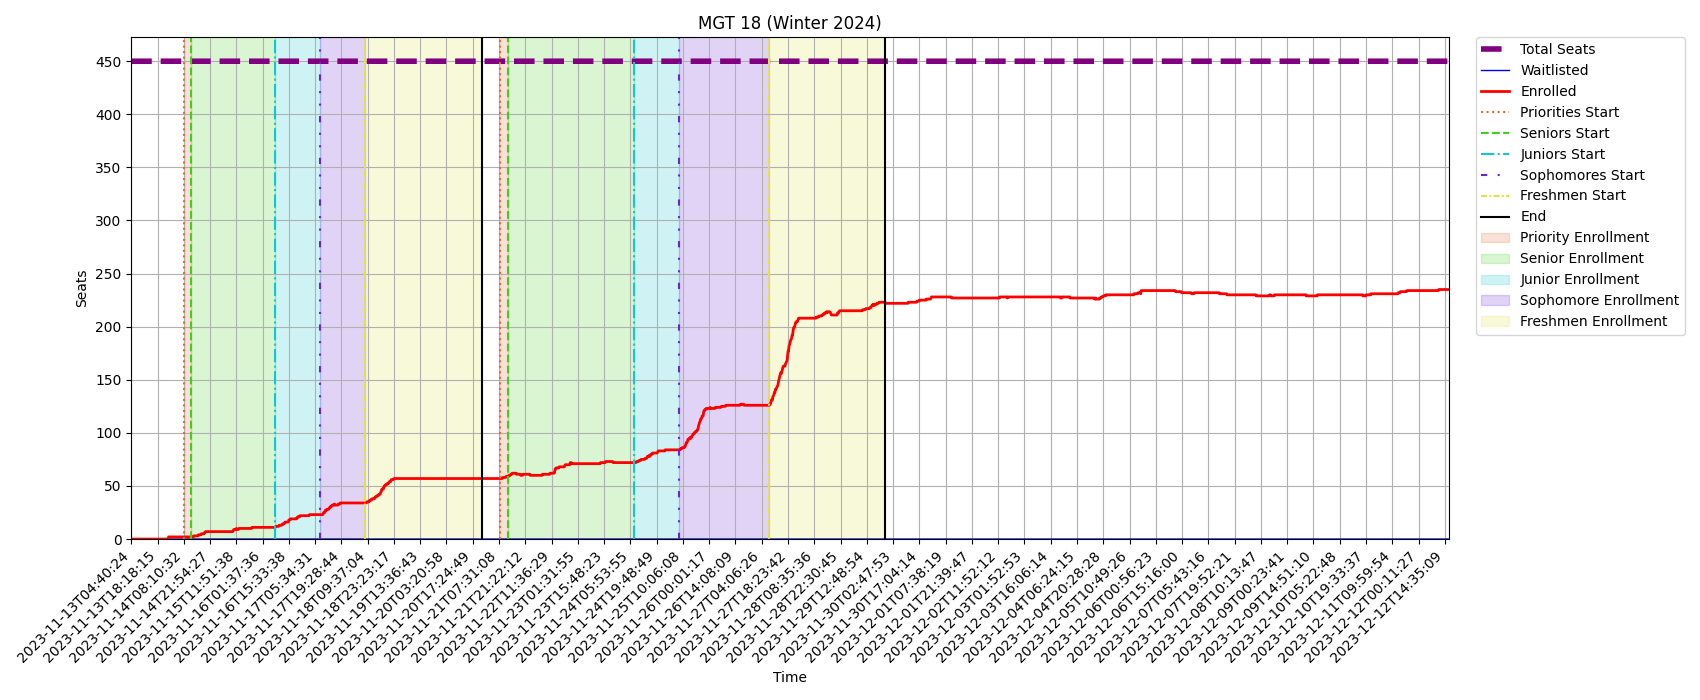 MGT 18 (Winter 2024)
Seats
450
400
350
300
250
200
150
100
50
0
2023-11-13T04:40:24
2023-11-13T18:18:15
2023-11-14T08:10:32
2023-11-14T21:54:27
2023-11-15T11:51:38
2023-11-16T01:37:36
2023-11-16T15:33:38
2023-11-17T05:34:31
2023-11-17T19:28:44
2023-11-18T09:37:04
2023-11-18T23:23:17
2023-11-19T13:36:43
2023-11-20T03:20:58
2023-11-20T17:24:49
2023-11-21T07:31:08
2023-11-21T21:22:12
2023-11-22T11:36:29
2023-11-23T01:31:55
2023-11-23T15:48:23
2023-11-24T05:53:55
2023-11-24T19:48:49
2023-11-25T10:06:08
2023-11-26T00:01:17
2023-11-26T14:08:09
2023-11-27T04:06:26
2023-11-27T18:23:42
2023-11-28T08:35:36
2023-11-28T22:30:45
2023-11-29T12:48:54
2023-11-30T02:47:53
2023-11-30T17:04:14
2023-12-01T07:38:19
2023-12-01T21:39:47
2023-12-02T11:52:12
2023-12-03T01:52:53
2023-12-03T16:06:14
2023-12-04T06:24:15
2023-12-04T20:28:28
2023-12-05T10:49:26
2023-12-06T00:56:23
2023-12-06T15:16:00
2023-12-07T05:43:16
2023-12-07T19:52:21
2023-12-08T10:13:47
2023-12-09T00:23:41
2023-12-09T14:51:10
2023-12-10T05:22:48
2023-12-10T19:33:37
2023-12-11T09:59:54
2023-12-12T00:11:27
2023-12-12T14:35:09
Time
Total Seats
Waitlisted
Enrolled
Priorities Start
Seniors Start
Juniors Start
Sophomores Start
Freshmen Start
End
Priority Enrollment
Senior Enrollment
Junior Enrollment
Sophomore Enrollment
Freshmen Enrollment